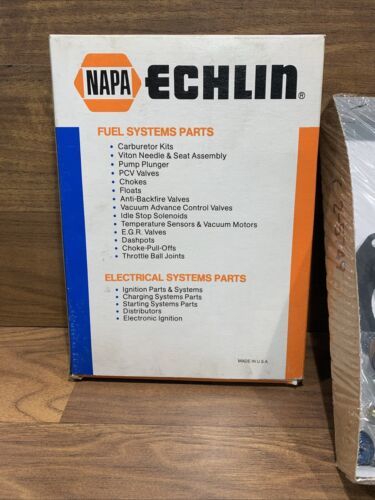 NAPA ECHLIN®
FUEL SYSTEMS PARTS
• Carburetor Kits
• Viton Needle & Seat Assembly
• Pump Plunger
• PCV Valves
• Chokes
• Floats
• Anti-Backfire Valves
• Vacuum Advance Control Valves
• Idle Stop Solenoids
• Temperature Sensors & Vacuum Motors
• E.G.R. Valves
• Dashpots
• Choke-Pull-Offs
• Throttle Ball Joints
ELECTRICAL SYSTEMS PARTS
• Ignition Parts & Systems
• Charging Systems Parts
• Starting Systems Parts
• Distributors
• Electronic Ignition
MADE IN U.S.A.